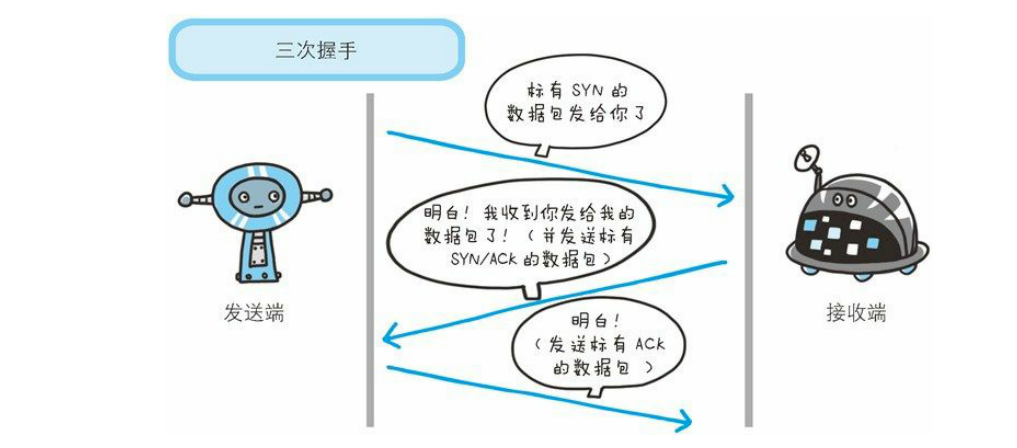 三次握手
标有 SYN 的
数据包发给你了
明白！我收到你发给我的
数据包了！（并发送标有
SYN/ACK 的数据包）
发送端
接收端
明白！
（发送标有 ACK
的数据包 ）